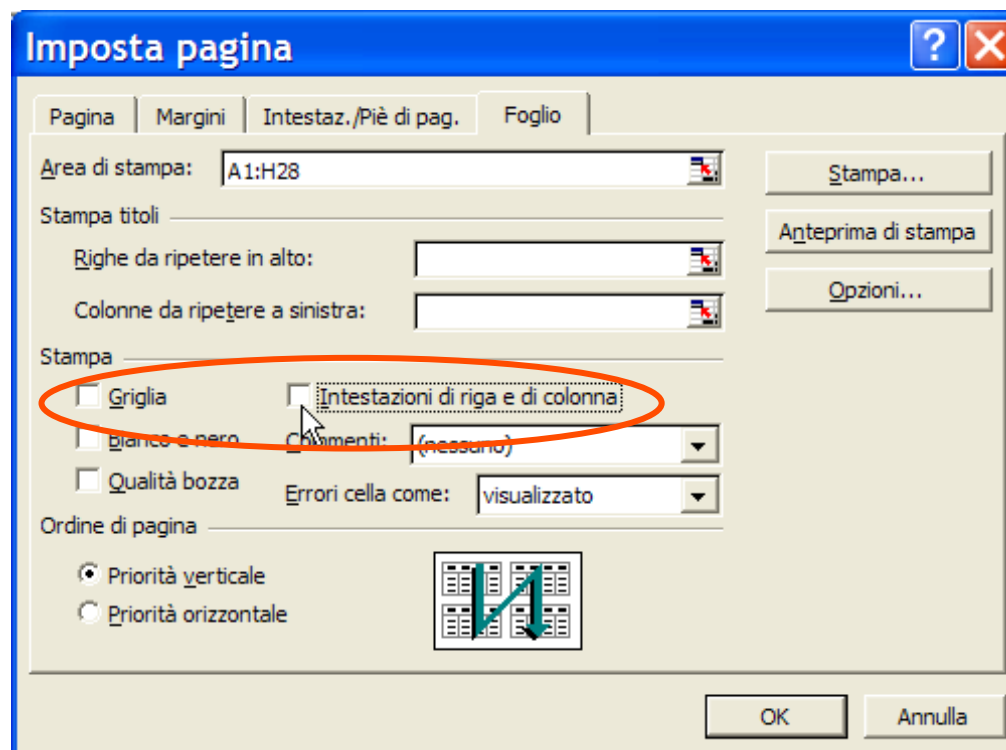 Imposta pagina
Pagina Margini Intestaz./Piè di pag. Foglio
Area di stampa: A1:H28
Stampa...
Stampa titoli
Anteprima di stampa
Righe da ripetere in alto:
Opzioni...
Colonne da ripetere a sinistra:
Stampa
Griglia Intestazioni di riga e di colonna
Bianco e nero Commenti: (nessuno)
Qualità bozza Errori cella come: visualizzato
Ordine di pagina
Priorità verticale
Priorità orizzontale
OK Annulla